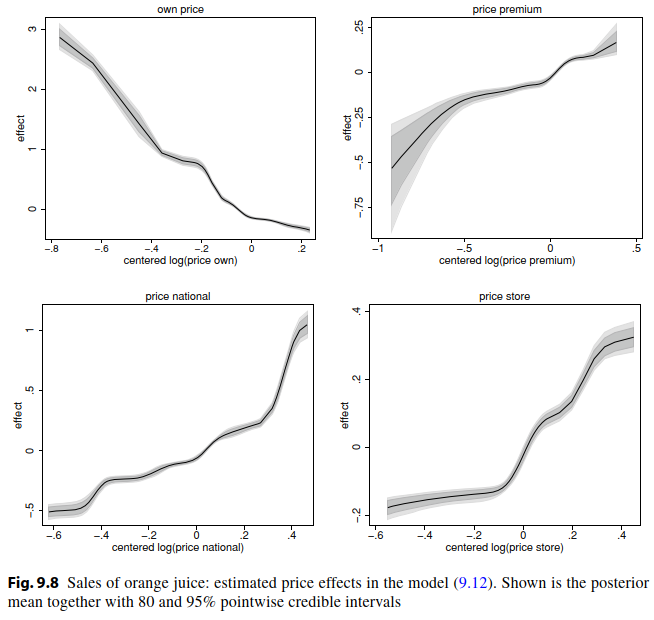 own price
3
2
1
0
effect
-.8
-.6
-.4
-.2
0
.2
centered log(price own)
price premium
.25
0
-.25
-.5
-.75
effect
-1
-.5
0
.5
centered log(price premium)
price national
1
.5
0
-.5
effect
-.6
-.4
-.2
0
.2
.4
centered log(price national)
price store
.4
.2
0
-.2
effect
-.6
-.4
-.2
0
.2
.4
centered log(price store)
Fig. 9.8 Sales of orange juice: estimated price effects in the model (9.12). Shown is the posterior
mean together with 80 and 95% pointwise credible intervals